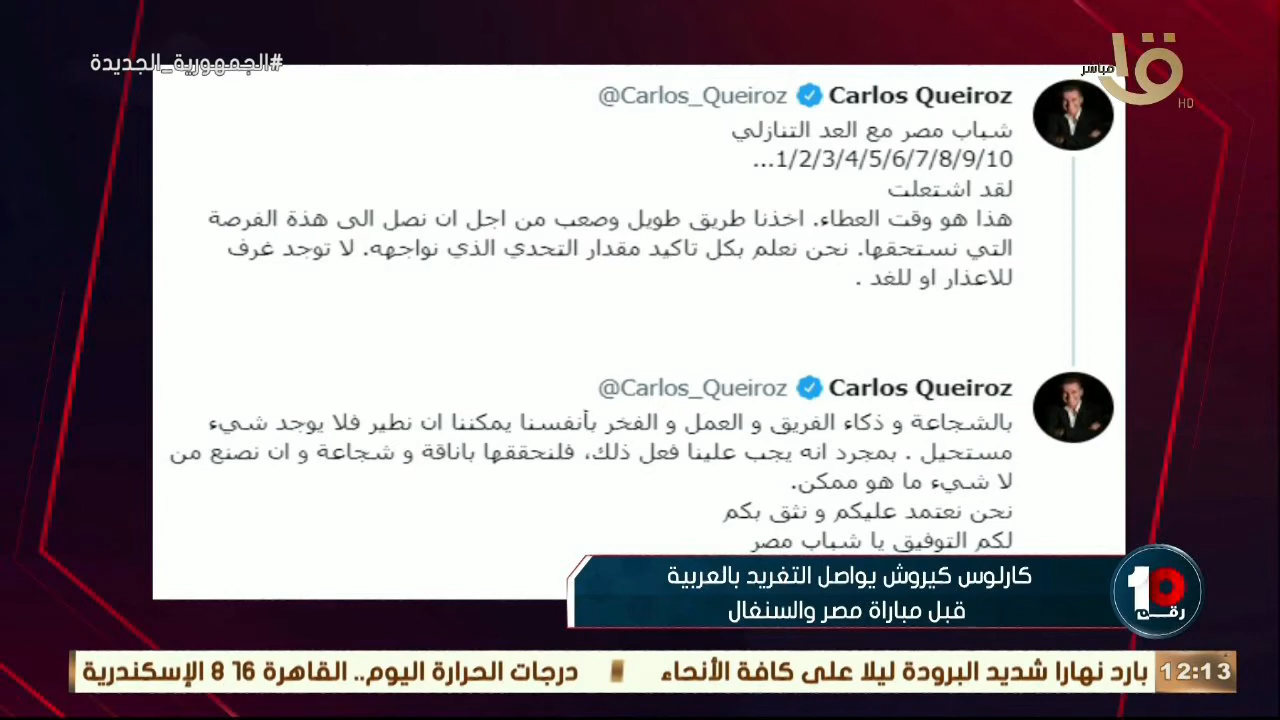 #الجمهورية_الجديدة
مباشر
HD
Carlos Queiroz @Carlos_Queiroz
شباب مصر مع العد التنازلي
1/2/3/4/5/6/7/8/9/10...
لقد اشتعلت
هذا هو وقت العطاء. اخذنا طريق طويل وصعب من اجل ان نصل الى هذة الفرصة
التي نستحقها. نحن نعلم بكل تاكيد مقدار التحدي الذي نواجهه. لا توجد غرف
للاعذار او للغد .
Carlos Queiroz @Carlos_Queiroz
بالشجاعة و ذكاء الفريق و العمل و الفخر بأنفسنا يمكننا ان نطير فلا يوجد شيء
مستحيل . بمجرد انه يجب علينا فعل ذلك، فلنحققها باناقة و شجاعة و ان نصنع من
لا شيء ما هو ممكن.
نحن نعتمد عليكم و نثق بكم
لكم التوفيق يا شباب مصر
كارلوس كيروش يواصل التغريد بالعربية
قبل مباراة مصر والسنغال
رقم 10
12:13 بارد نهارا شديد البرودة ليلا على كافة الأنحاء درجات الحرارة اليوم.. القاهرة 16 8 الإسكندرية